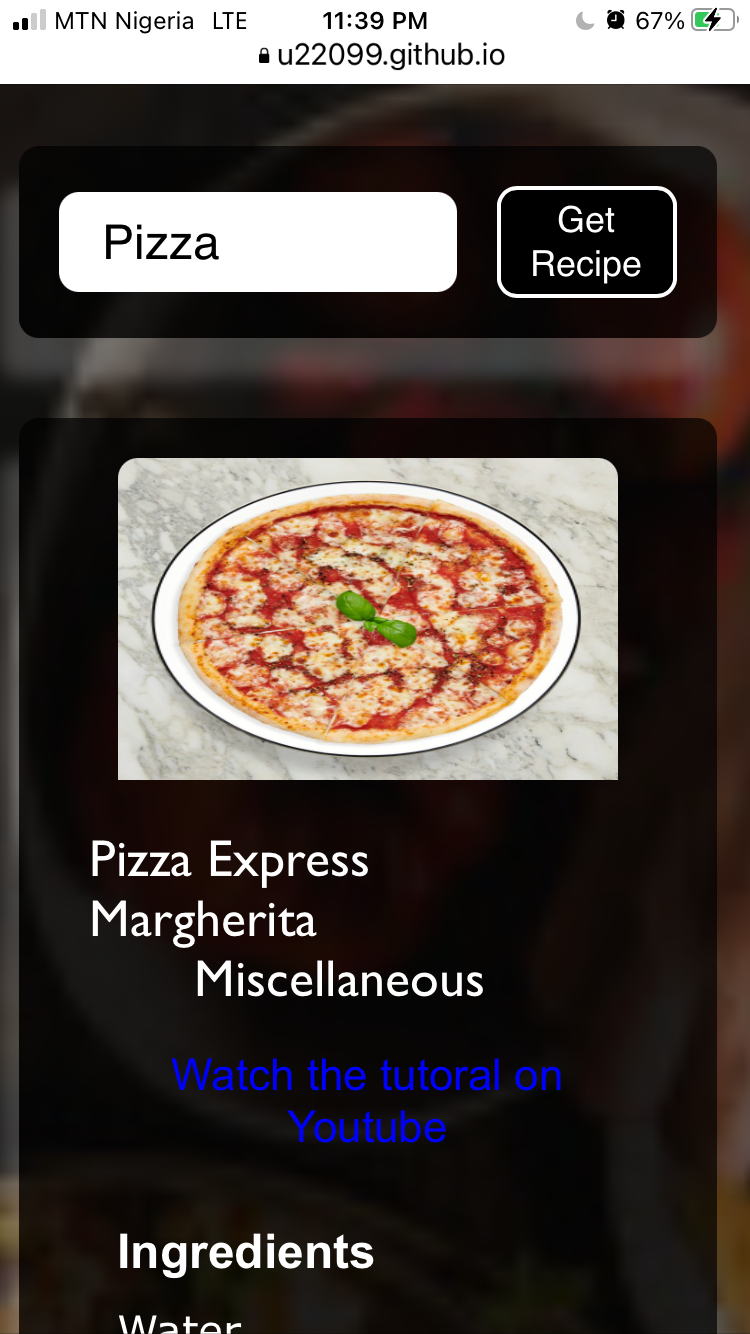 MTN Nigeria LTE 11:39 PM 67%
u22099.github.io
Pizza
Get
Recipe
Pizza Express
Margherita
Miscellaneous
Watch the tutoral on
Youtube
Ingredients
Water